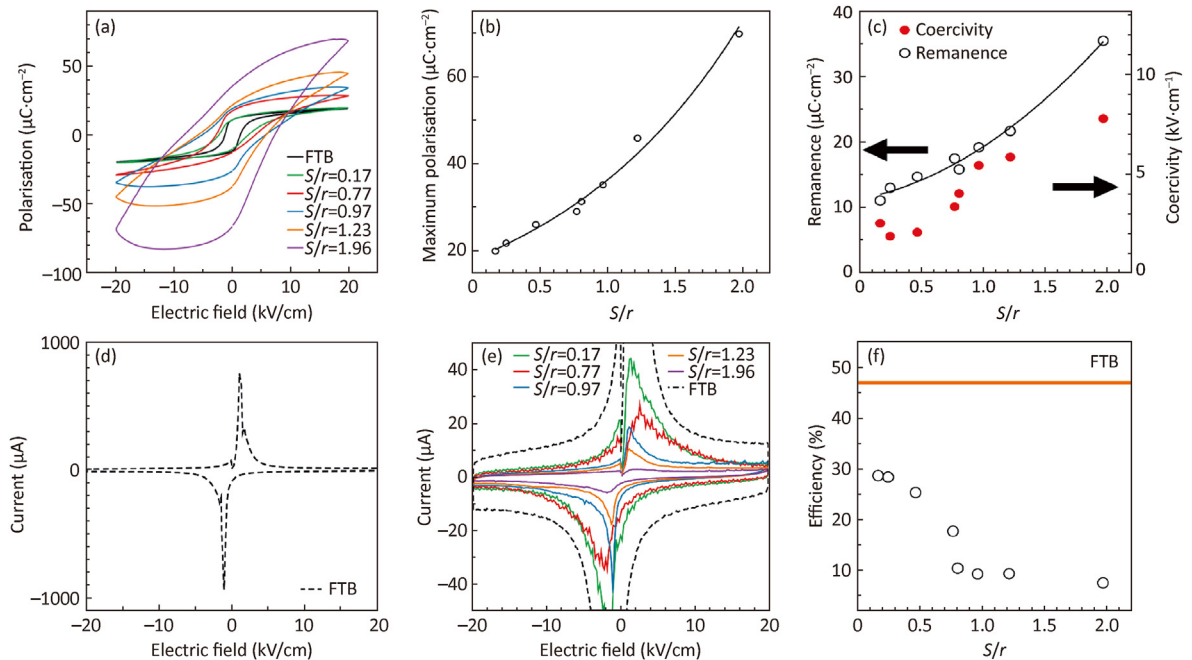 (a)
Polarisation (µC·cm⁻²)
50
0
−50
−100
FTB
S/r=0.17
S/r=0.77
S/r=0.97
S/r=1.23
S/r=1.96
−20
−10
0
10
20
Electric field (kV/cm)
(b)
Maximum polarisation (µC·cm⁻²)
60
40
20
0
0.5
1.0
1.5
2.0
S/r
(c)
Coercivity
Remanence
Remanence (µC·cm⁻²)
40
30
20
10
0
Coercivity (kV·cm⁻¹)
10
5
0
0
0.5
1.0
1.5
2.0
S/r
(d)
Current (µA)
1000
0
−1000
FTB
−20
−10
0
10
20
Electric field (kV/cm)
(e)
S/r=0.17
S/r=0.77
S/r=0.97
S/r=1.23
S/r=1.96
FTB
Current (µA)
40
20
0
−20
−40
−20
−10
0
10
20
Electric field (kV/cm)
(f)
FTB
Efficiency (%)
50
40
30
20
10
0
0.5
1.0
1.5
2.0
S/r